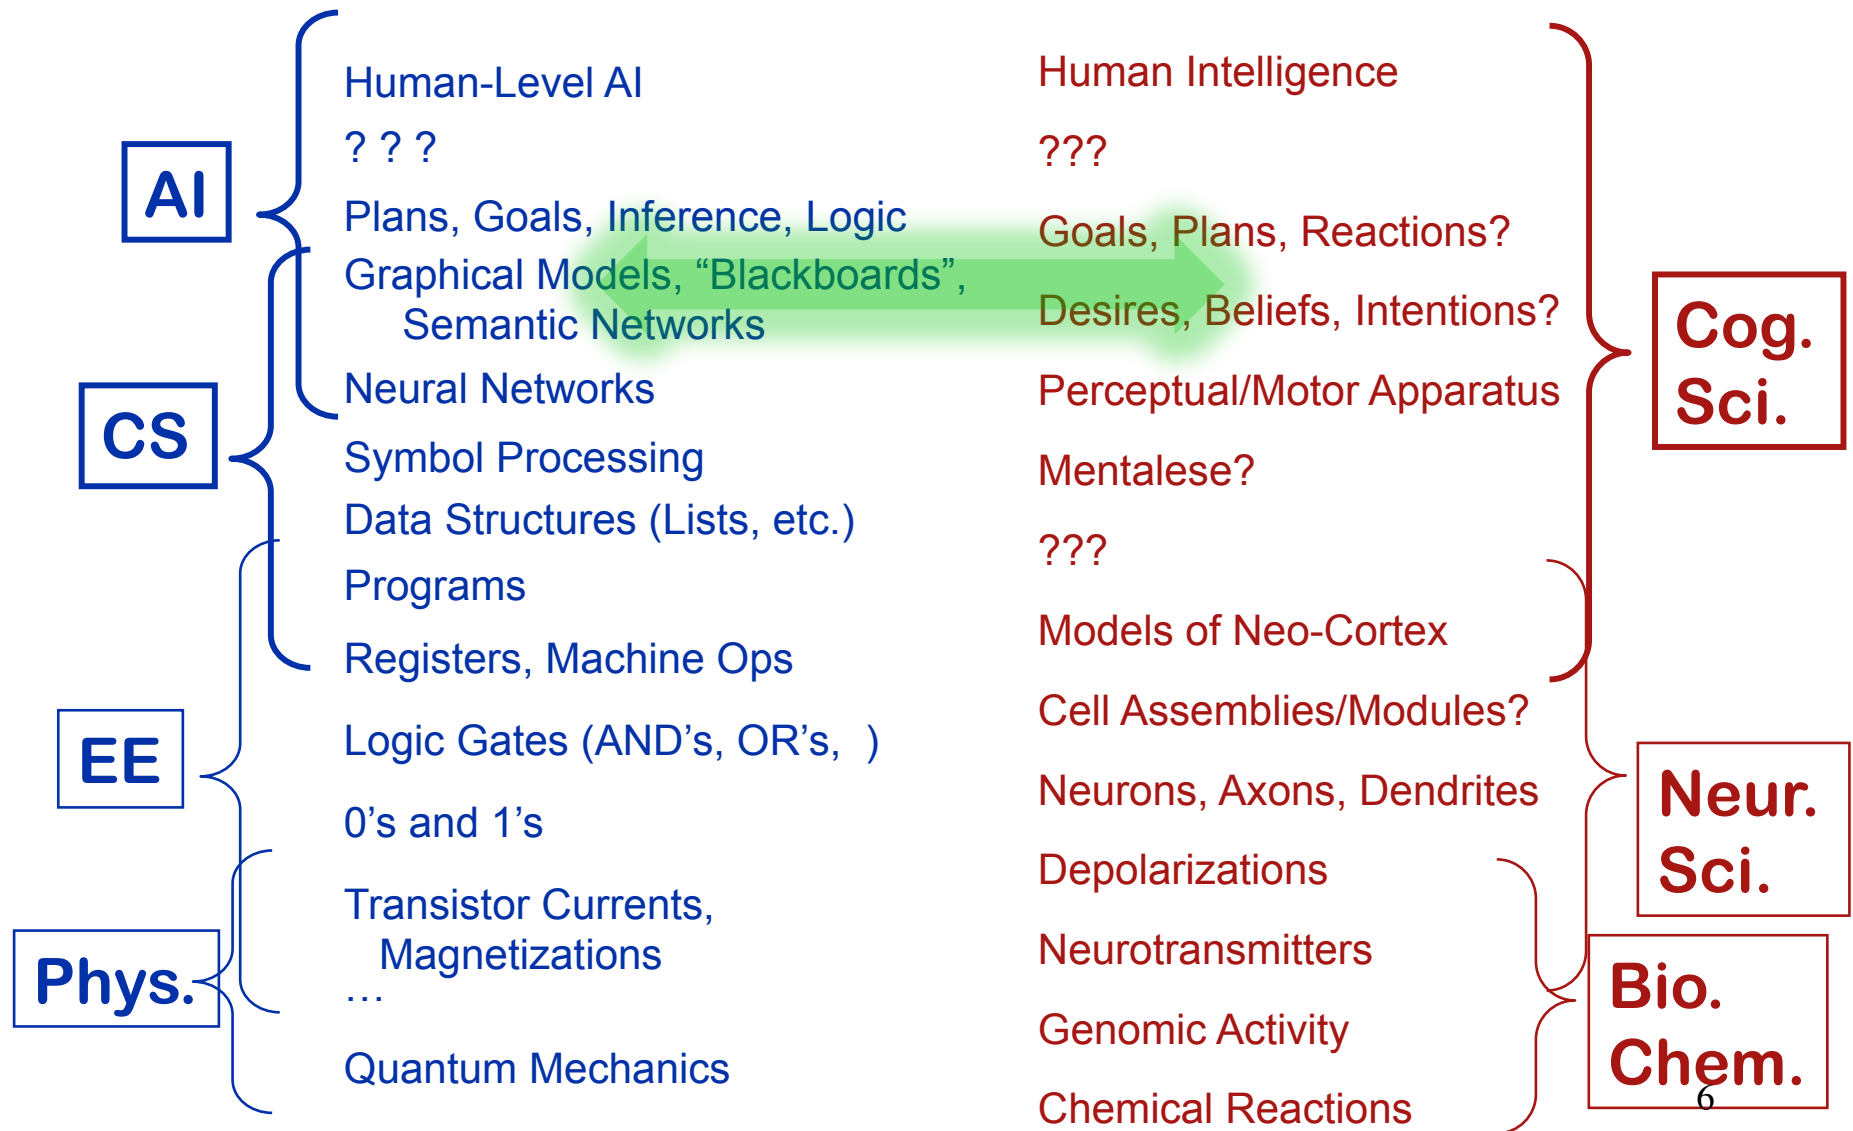 AI
CS
EE
Phys.
Human-Level AI
? ? ?
Plans, Goals, Inference, Logic
Graphical Models, “Blackboards”,
Semantic Networks
Neural Networks
Symbol Processing
Data Structures (Lists, etc.)
Programs
Registers, Machine Ops
Logic Gates (AND’s, OR’s, )
0’s and 1’s
Transistor Currents,
Magnetizations
…
Quantum Mechanics
Human Intelligence
???
Goals, Plans, Reactions?
Desires, Beliefs, Intentions?
Perceptual/Motor Apparatus
Mentalese?
???
Models of Neo-Cortex
Cell Assemblies/Modules?
Neurons, Axons, Dendrites
Depolarizations
Neurotransmitters
Genomic Activity
Chemical Reactions
Cog.
Sci.
Neur.
Sci.
Bio.
Chem.
6